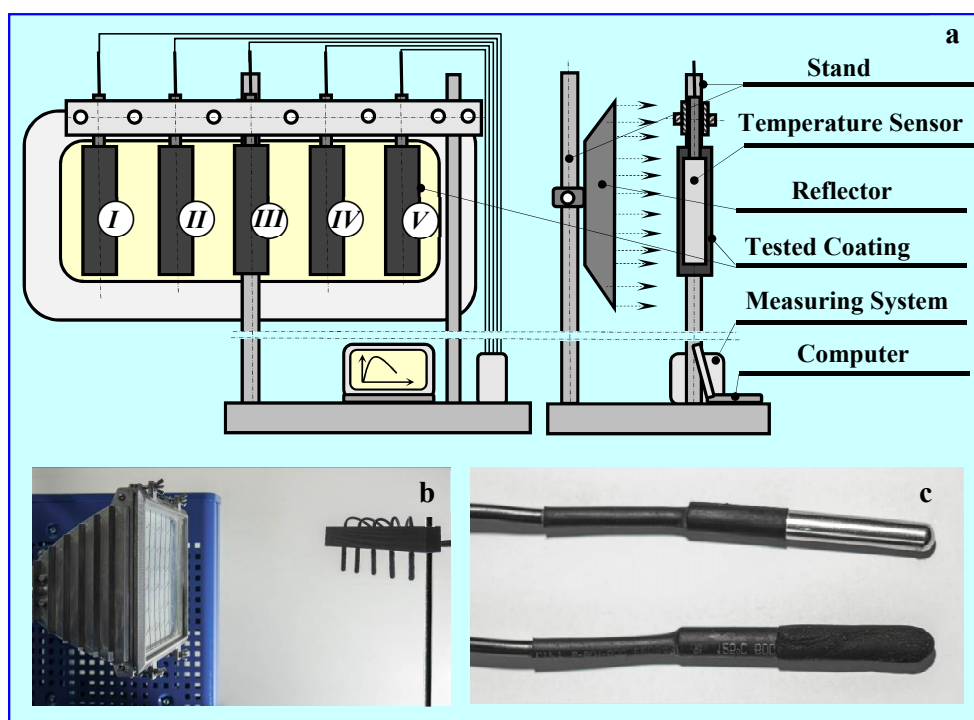 a
Stand
Temperature Sensor
Reflector
Tested Coating
Measuring System
Computer
I II III IV V
b
c